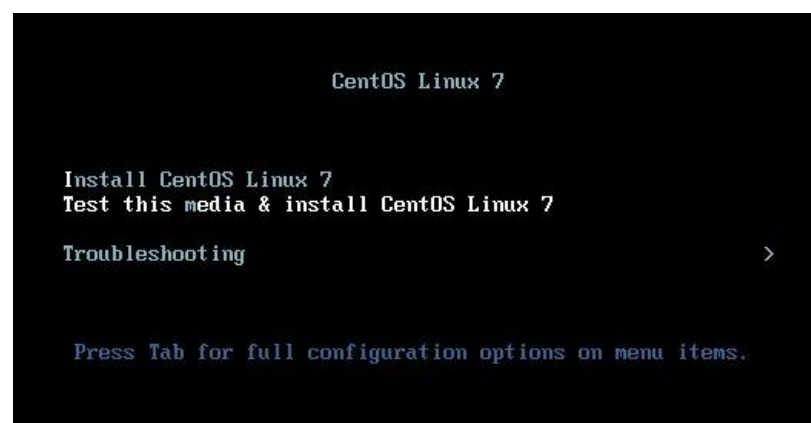 CentOS Linux 7
Install CentOS Linux 7
Test this media & install CentOS Linux 7
Troubleshooting >
Press Tab for full configuration options on menu items.